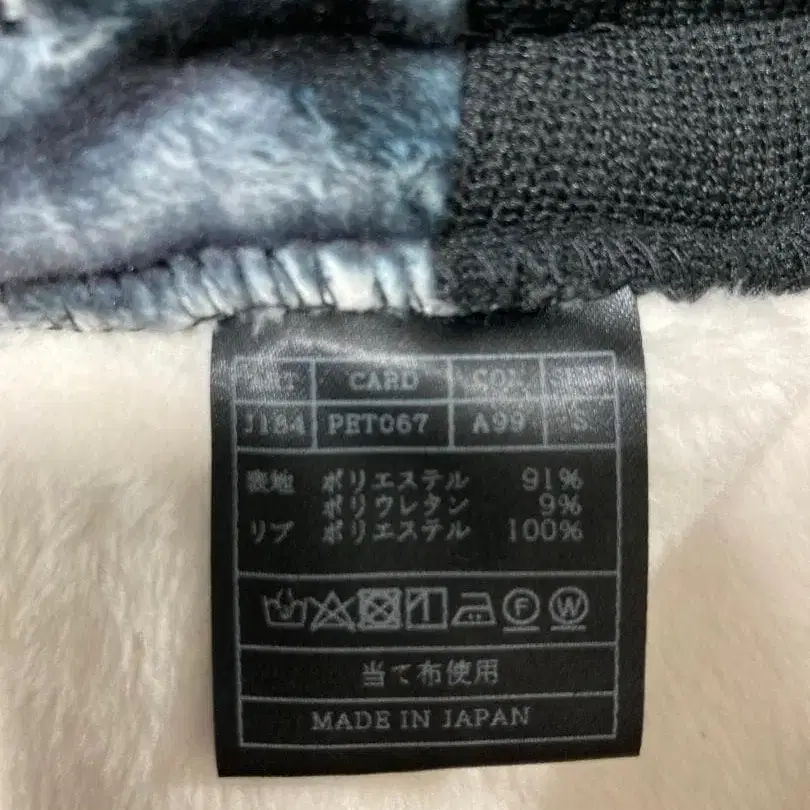 ART CARD COL SIZE
J184 PET067 A99 S
表地 ポリエステル 91%
ポリウレタン 9%
リブ ポリエステル 100%
F W
当て布使用
MADE IN JAPAN